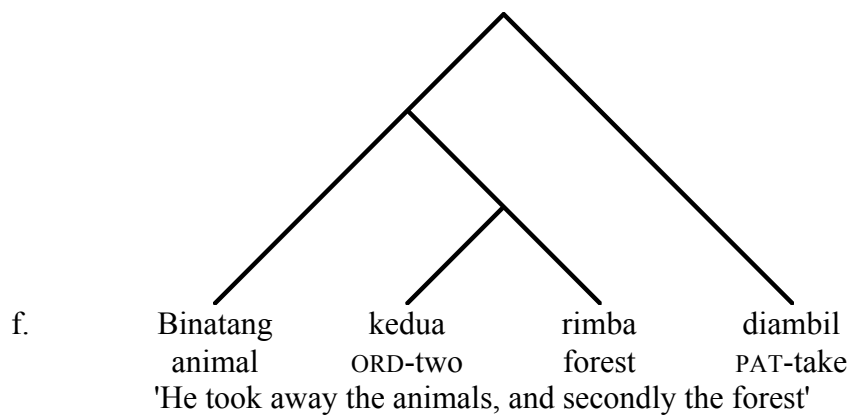 f. Binatang kedua rimba diambil
animal ORD-two forest PAT-take
'He took away the animals, and secondly the forest'